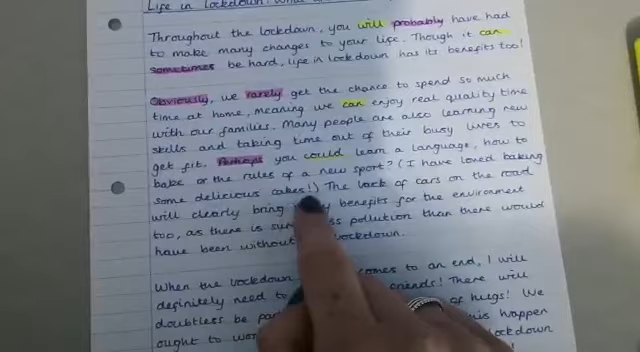 Life in lockdown:
Throughout the lockdown, you will probably have had
to make many changes to your life. Though it can
sometimes be hard, life in lockdown has its benefits too!
Obviously, we rarely get the chance to spend so much
time at home, meaning we can enjoy real quality time
with our families. Many people are also learning new
skills and taking time out of their busy lives to
get fit. Perhaps you could learn a language, how to
bake or the rules of a new sport? (I have loved baking
some delicious cakes!) The lack of cars on the road
will clearly bring benefits for the environment
too, as there is pollution than there would
have been without lockdown.
When the lockdown comes to an end, I will
definitely need to friends! There will
doubtless be of hugs! We
ought to happen
lockdown